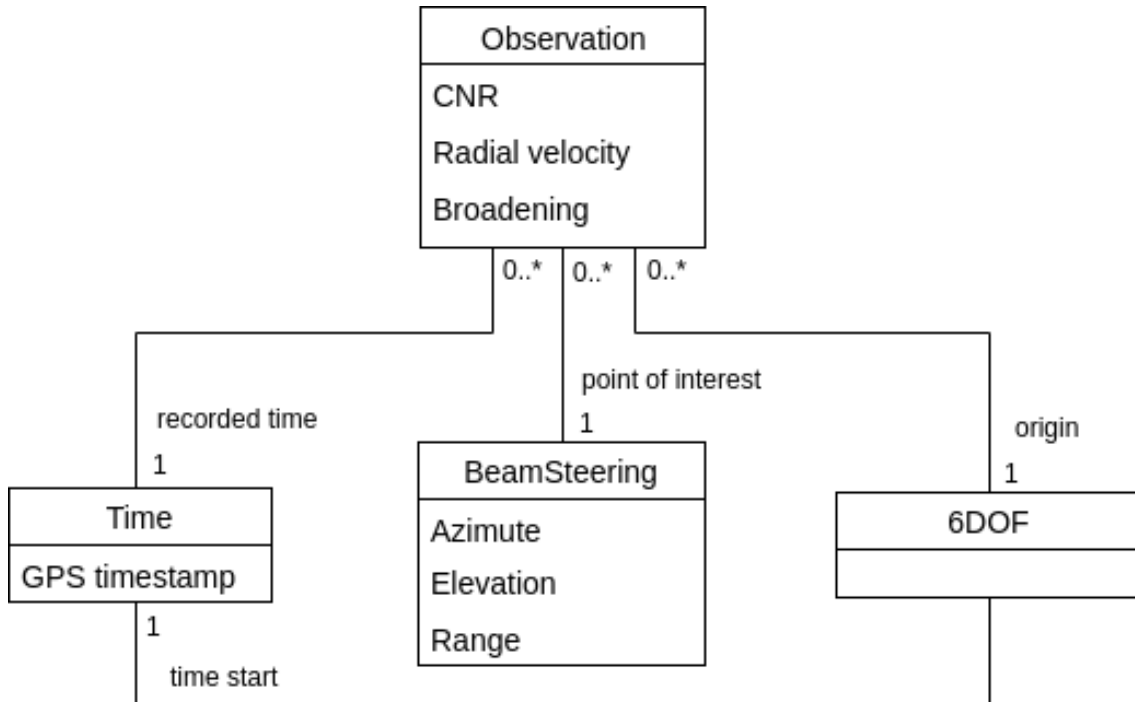 Observation
CNR
Radial velocity
Broadening
0..*
0..*
0..*
point of interest
recorded time
1
origin
1
1
BeamSteering
Time
6DOF
Azimute
GPS timestamp
Elevation
1
Range
time start